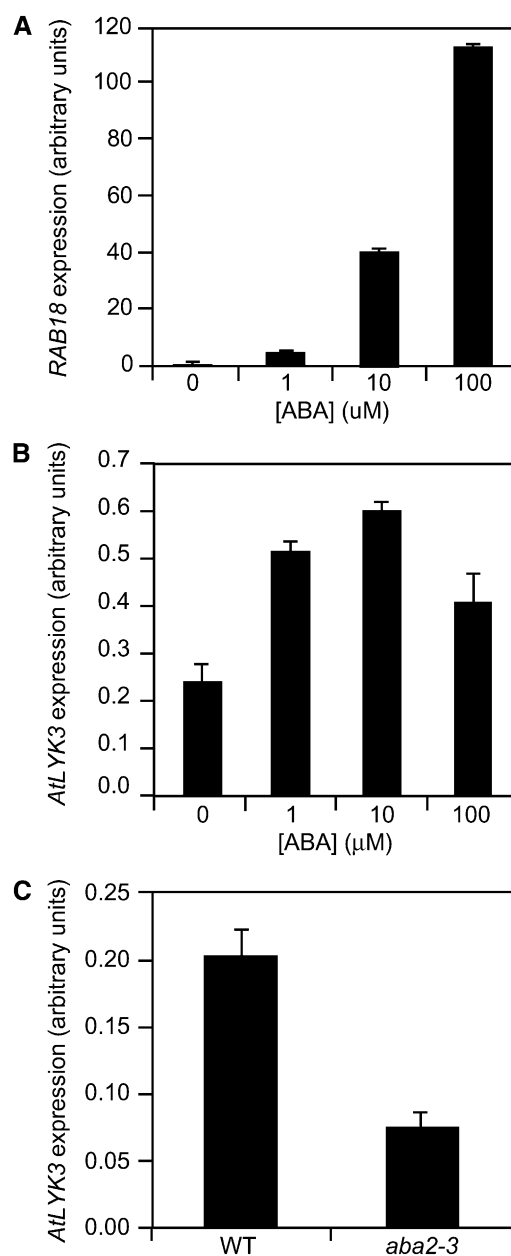 A
RAB18 expression (arbitrary units)
120
100
80
60
40
20
0
0 1 10 100
[ABA] (uM)
B
AtLYK3 expression (arbitrary units)
0.7
0.6
0.5
0.4
0.3
0.2
0.1
0.0
0 1 10 100
[ABA] (μM)
C
AtLYK3 expression (arbitrary units)
0.25
0.20
0.15
0.10
0.05
0.00
WT aba2-3